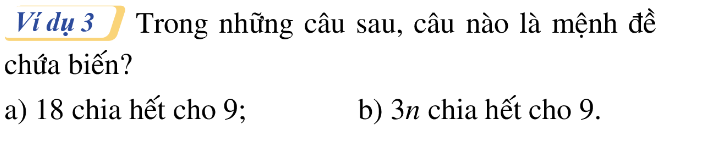 Ví dụ 3 Trong những câu sau, câu nào là mệnh đề
chứa biến?
a) 18 chia hết cho 9; b) 3n chia hết cho 9.